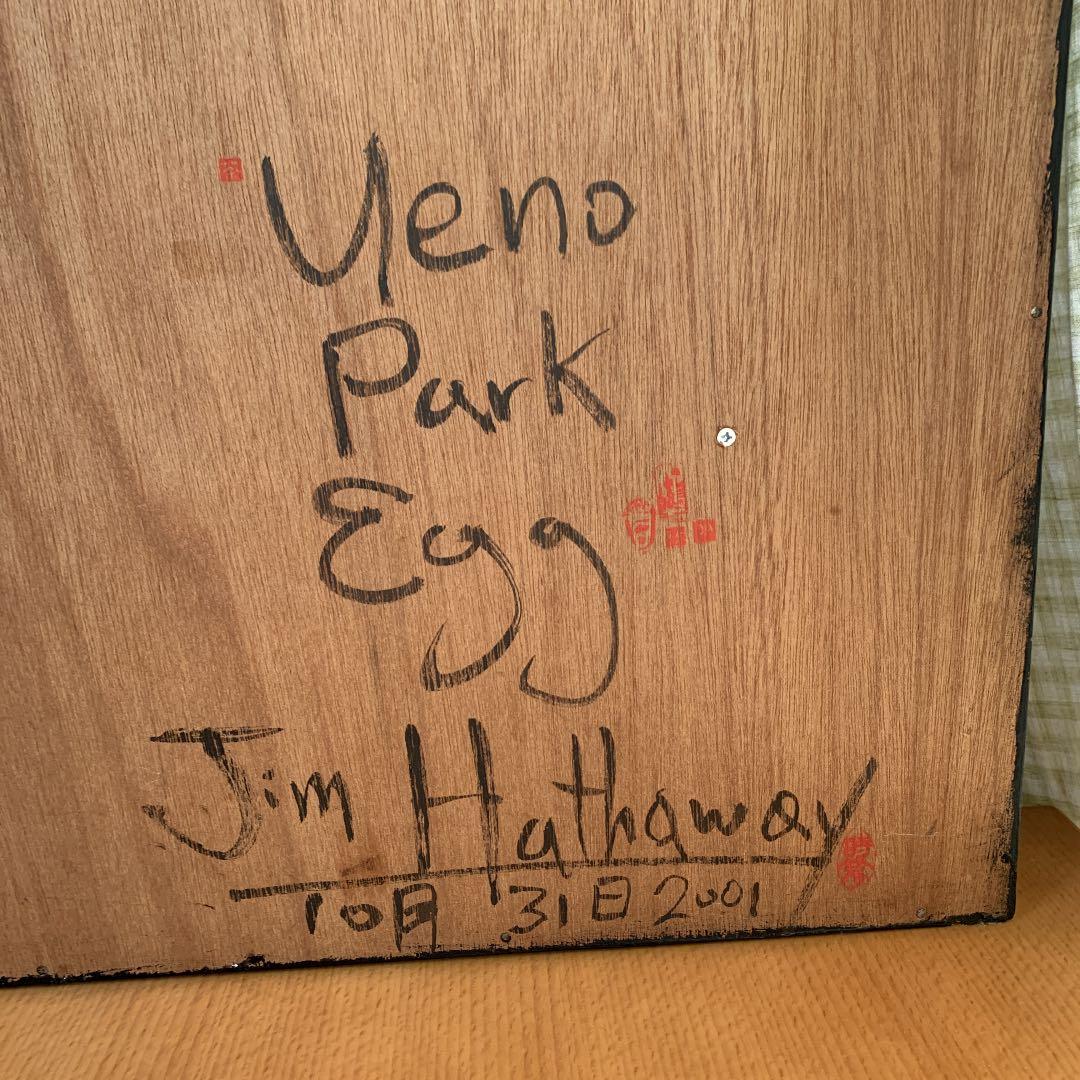 Ueno
Park
Egg
Jim Hathaway
10月 31日 2001